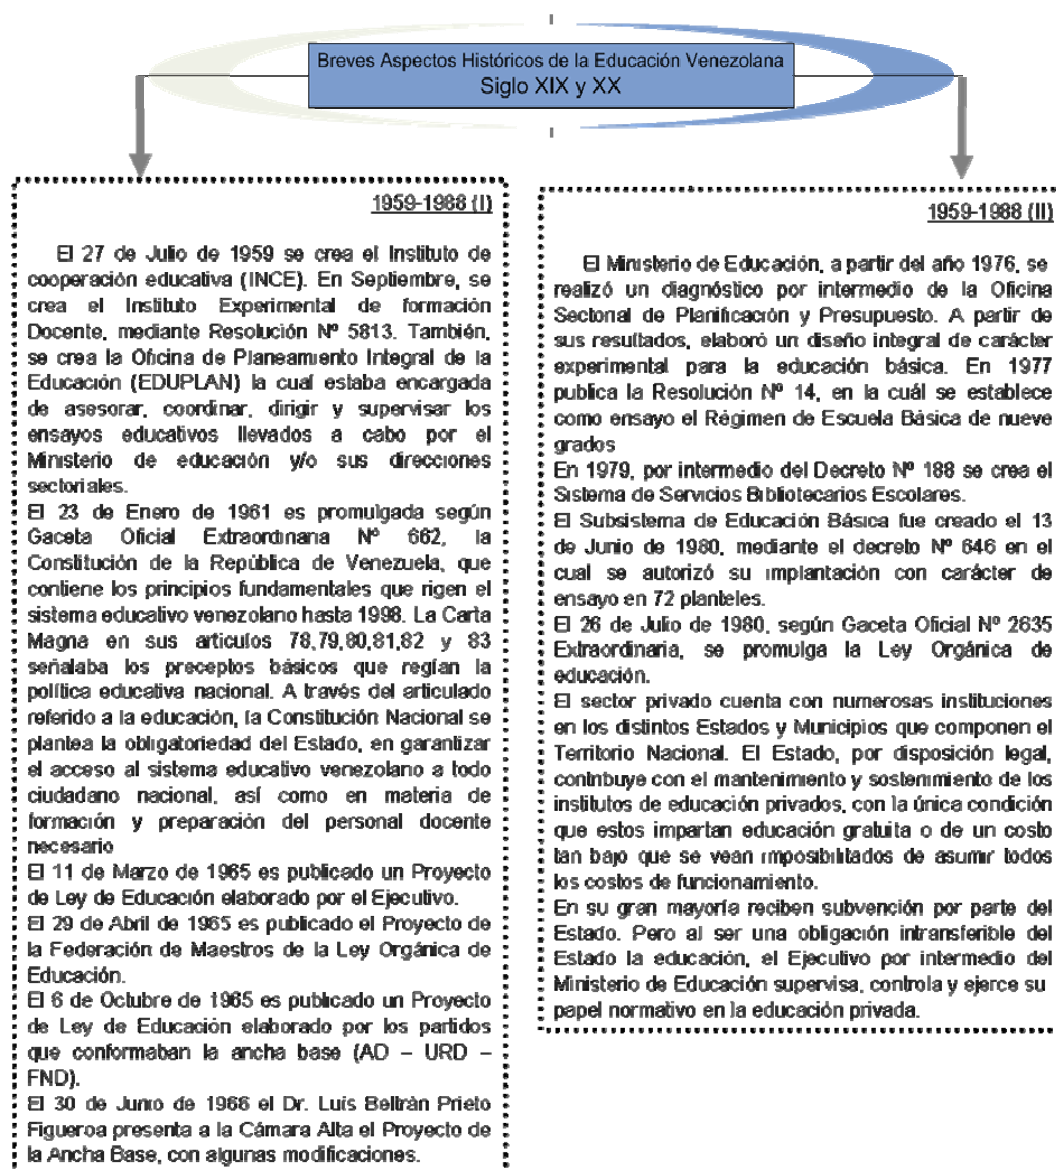 Breves Aspectos Históricos de la Educación Venezolana
Siglo XIX y XX
1959-1988 (I)
El 27 de Julio de 1959 se crea el Instituto de
cooperación educativa (INCE). En Septiembre, se
crea el Instituto Experimental de formación
Docente, mediante Resolución Nº 5813. También,
se crea la Oficina de Planeamiento Integral de la
Educación (EDUPLAN) la cual estaba encargada
de asesorar, coordinar, dirigir y supervisar los
ensayos educativos llevados a cabo por el
Ministerio de educación y/o sus direcciones
sectoriales.
El 23 de Enero de 1961 es promulgada según
Gaceta Oficial Extraordinaria Nº 662, la
Constitución de la República de Venezuela, que
contiene los principios fundamentales que rigen el
sistema educativo venezolano hasta 1998. La Carta
Magna en sus artículos 78,79,80,81,82 y 83
señalaba los preceptos básicos que regían la
política educativa nacional. A través del articulado
referido a la educación, la Constitución Nacional se
plantea la obligatoriedad del Estado, en garantizar
el acceso al sistema educativo venezolano a todo
ciudadano nacional, así como en materia de
formación y preparación del personal docente
necesario
El 11 de Marzo de 1965 es publicado un Proyecto
de Ley de Educación elaborado por el Ejecutivo.
El 29 de Abril de 1965 es publicado el Proyecto de
la Federación de Maestros de la Ley Orgánica de
Educación.
El 6 de Octubre de 1965 es publicado un Proyecto
de Ley de Educación elaborado por los partidos
que conformaban la ancha base (AD – URD –
FND).
El 30 de Junio de 1966 el Dr. Luís Beltrán Prieto
Figueroa presenta a la Cámara Alta el Proyecto de
la Ancha Base, con algunas modificaciones.
1959-1988 (II)
El Ministerio de Educación, a partir del año 1976, se
realizó un diagnóstico por intermedio de la Oficina
Sectorial de Planificación y Presupuesto. A partir de
sus resultados, elaboró un diseño integral de carácter
experimental para la educación básica. En 1977
publica la Resolución Nº 14, en la cuál se establece
como ensayo el Régimen de Escuela Básica de nueve
grados
En 1979, por intermedio del Decreto Nº 188 se crea el
Sistema de Servicios Bibliotecarios Escolares.
El Subsistema de Educación Básica fue creado el 13
de Junio de 1980, mediante el decreto Nº 646 en el
cual se autorizó su implantación con carácter de
ensayo en 72 planteles.
El 26 de Julio de 1980, según Gaceta Oficial Nº 2635
Extraordinaria, se promulga la Ley Orgánica de
educación.
El sector privado cuenta con numerosas instituciones
en los distintos Estados y Municipios que componen el
Territorio Nacional. El Estado, por disposición legal,
contribuye con el mantenimiento y sostenimiento de los
institutos de educación privados, con la única condición
que estos impartan educación gratuita o de un costo
tan bajo que se vean imposibilitados de asumir todos
los costos de funcionamiento.
En su gran mayoría reciben subvención por parte del
Estado. Pero al ser una obligación intransferible del
Estado la educación, el Ejecutivo por intermedio del
Ministerio de Educación supervisa, controla y ejerce su
papel normativo en la educación privada.